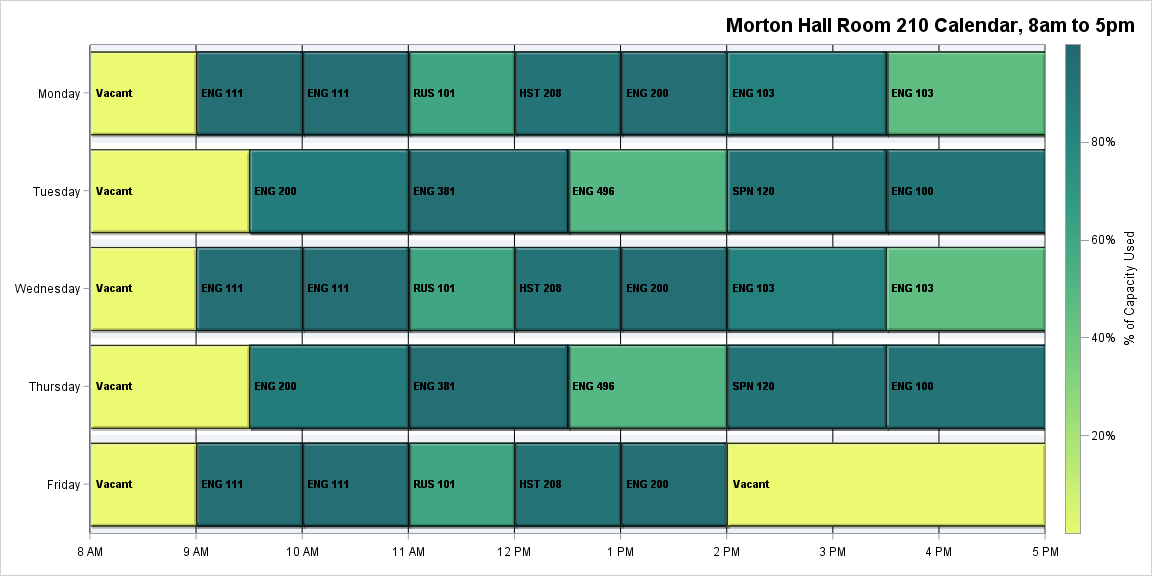 Morton Hall Room 210 Calendar, 8am to 5pm
Monday Vacant ENG 111 ENG 111 RUS 101 HST 208 ENG 200 ENG 103 ENG 103
Tuesday Vacant ENG 200 ENG 381 ENG 496 SPN 120 ENG 100
Wednesday Vacant ENG 111 ENG 111 RUS 101 HST 208 ENG 200 ENG 103 ENG 103
Thursday Vacant ENG 200 ENG 381 ENG 496 SPN 120 ENG 100
Friday Vacant ENG 111 ENG 111 RUS 101 HST 208 ENG 200 Vacant
8 AM 9 AM 10 AM 11 AM 12 PM 1 PM 2 PM 3 PM 4 PM 5 PM
80%
60%
40%
20%
% of Capacity Used